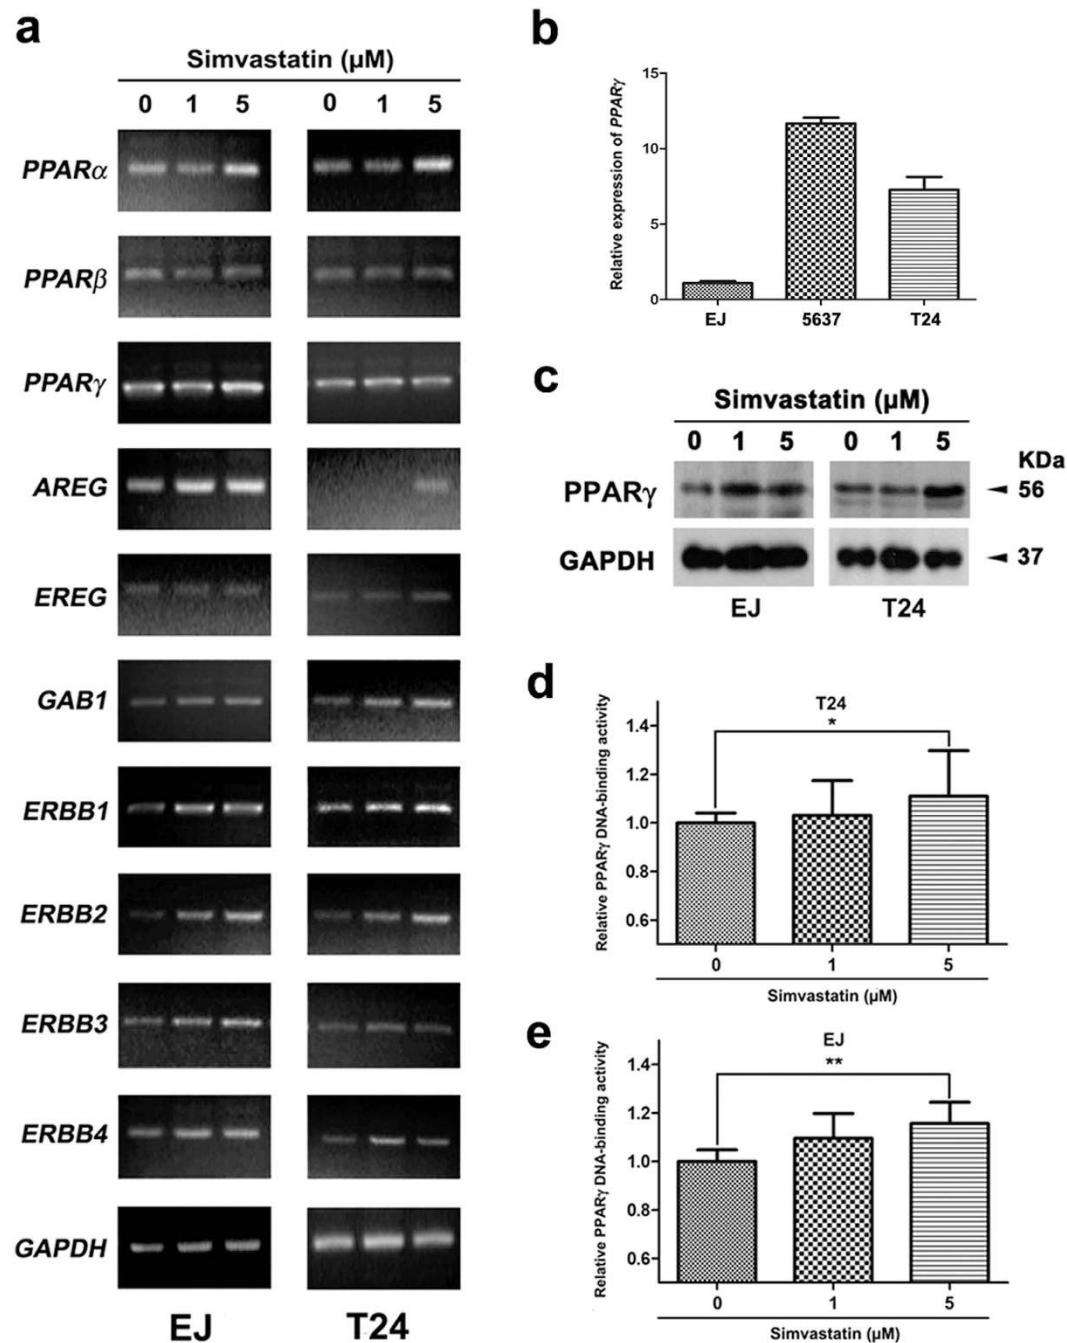 a
Simvastatin (µM)
0 1 5 0 1 5
PPARα
PPARβ
PPARγ
AREG
EREG
GAB1
ERBB1
ERBB2
ERBB3
ERBB4
GAPDH
EJ T24
b
Relative expression of PPARγ
15
10
5
0
EJ 5637 T24
c
Simvastatin (µM)
0 1 5 0 1 5
KDa
PPARγ 56
GAPDH 37
EJ T24
d
T24
*
Relative PPARγ DNA-binding activity
1.4
1.2
1.0
0.8
0.6
0 1 5
Simvastatin (µM)
e
EJ
**
Relative PPARγ DNA-binding activity
1.4
1.2
1.0
0.8
0.6
0 1 5
Simvastatin (µM)